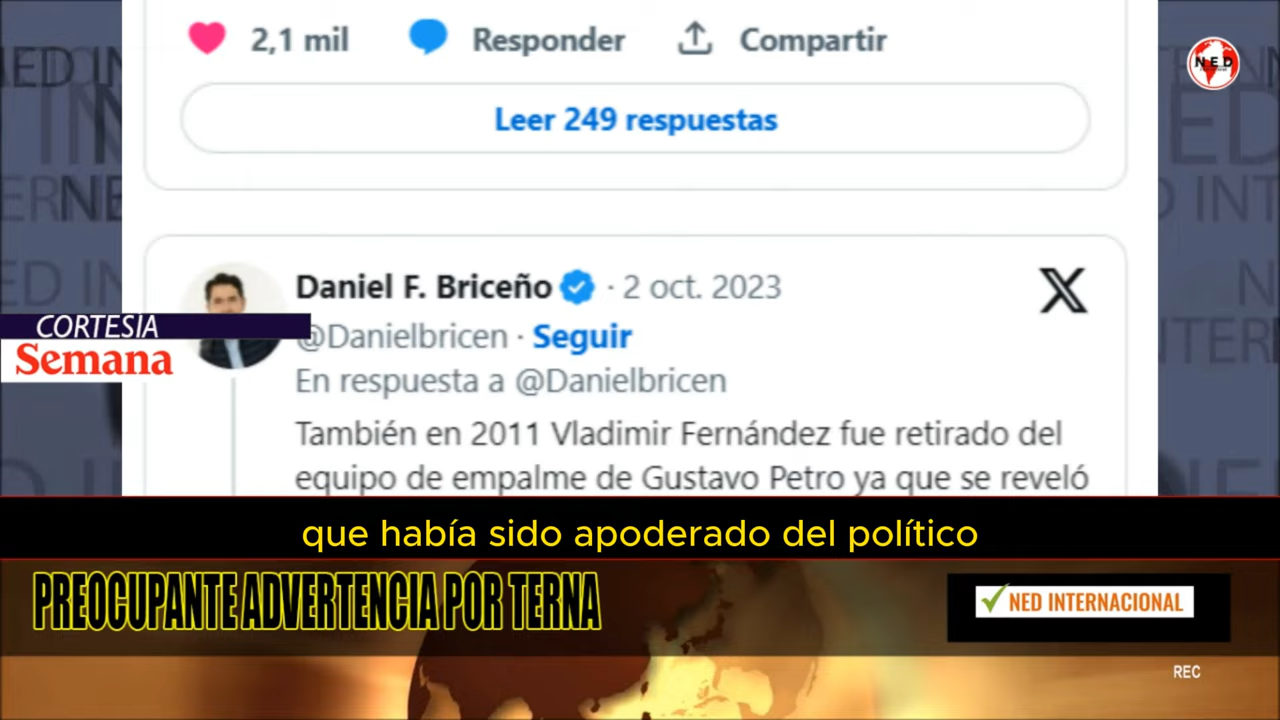 2,1 mil Responder Compartir
NED
Leer 249 respuestas
Daniel F. Briceño · 2 oct. 2023
@Danielbricen · Seguir
CORTESIA
Semana
En respuesta a @Danielbricen
También en 2011 Vladimir Fernández fue retirado del
equipo de empalme de Gustavo Petro ya que se reveló
que había sido apoderado del político
PREOCUPANTE ADVERTENCIA POR TERNA
NED INTERNACIONAL
REC